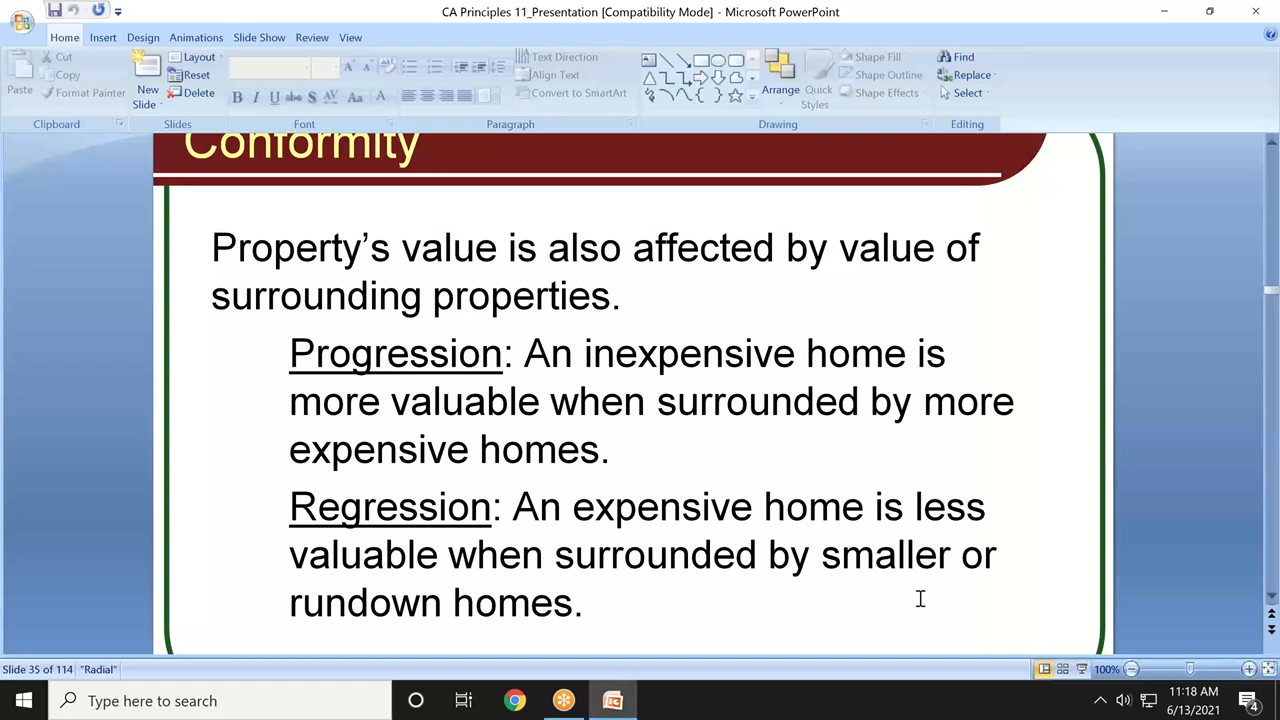 CA Principles 11_Presentation [Compatibility Mode] - Microsoft PowerPoint
Home Insert Design Animations Slide Show Review View
Paste
Cut
Copy
Format Painter
Clipboard
New
Slide
Layout
Reset
Delete
Slides
B I U abc S AV Aa A
Font
Text Direction
Align Text
Convert to SmartArt
Paragraph
Arrange
Quick
Styles
Shape Fill
Shape Outline
Shape Effects
Drawing
Find
Replace
Select
Editing
Conformity
Property’s value is also affected by value of
surrounding properties.
Progression: An inexpensive home is
more valuable when surrounded by more
expensive homes.
Regression: An expensive home is less
valuable when surrounded by smaller or
rundown homes.
Slide 35 of 114 "Radial" 100%
Type here to search
11:18 AM
6/13/2021
4